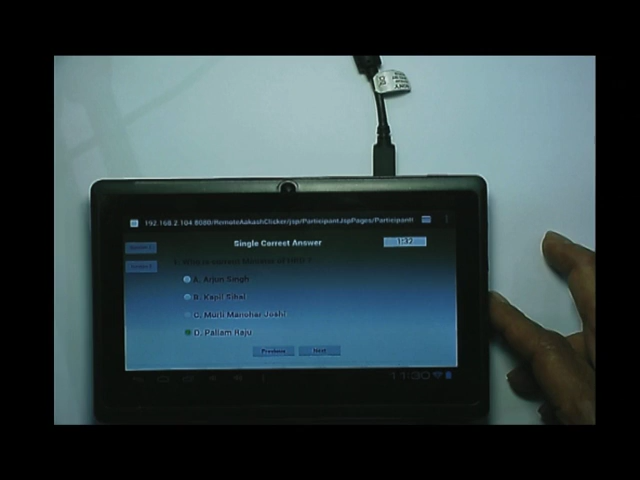 192.168.2.104:8080/RemoteAakashClicker/jsp/ParticipantJspPages/Participant
Single Correct Answer
1:37
A. Arjun Singh
B. Kapil Sibal
C. Murli Manohar Joshi
D. Pallam Raju
Previous Next
11:30